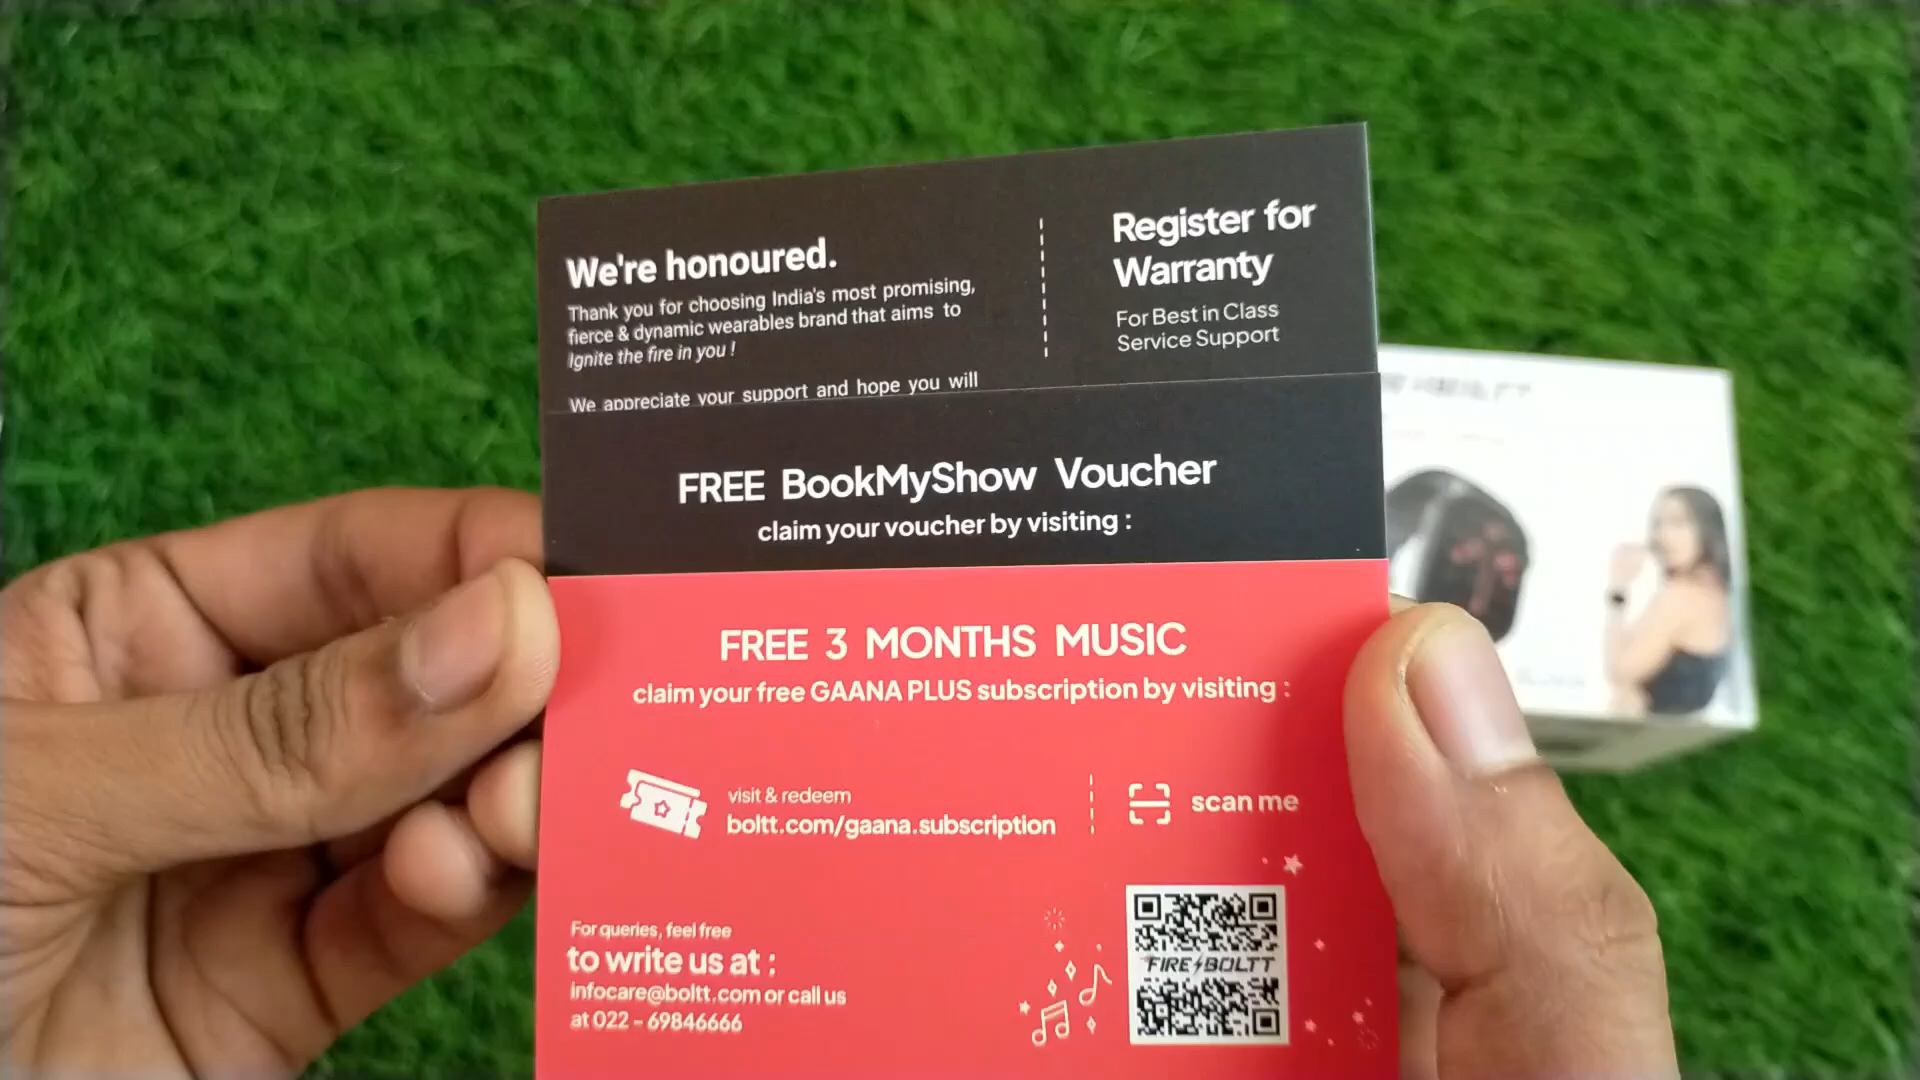 We're honoured.
Thank you for choosing India's most promising,
fierce & dynamic wearables brand that aims to
Ignite the fire in you !
We appreciate your support and hope you will
Register for
Warranty
For Best in Class
Service Support
FREE BookMyShow Voucher
claim your voucher by visiting :
FREE 3 MONTHS MUSIC
claim your free GAANA PLUS subscription by visiting :
visit & redeem
boltt.com/gaana.subscription
scan me
For queries, feel free
to write us at :
infocare@boltt.com or call us
at 022 - 69846666
FIRE BOLTT